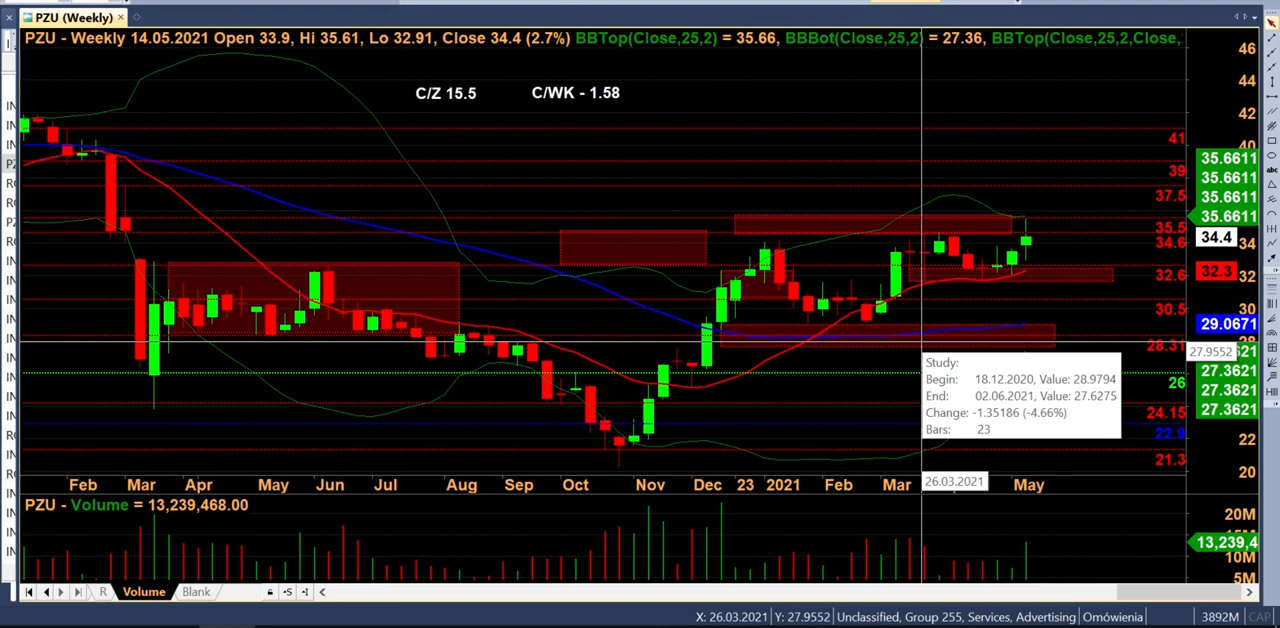 PZU (Weekly)
PZU - Weekly 14.05.2021 Open 33.9, Hi 35.61, Lo 32.91, Close 34.4 (2.7%) BBTop(Close,25,2) = 35.66, BBBot(Close,25,2) = 27.36, BBTop(Close,25,2,Close,
C/Z 15.5
C/WK - 1.58
46
44
42
41
40
39
37.5
35.5
34.6
32.6
30.5
28.31
26
24.15
22.9
21.3
35.6611
35.6611
35.6611
35.6611
34.4
34
32.3
32
30
29.0671
28
27.9552
27.3621
27.3621
27.3621
22
20
Study:
Begin: 18.12.2020, Value: 28.9794
End: 02.06.2021, Value: 27.6275
Change: -1.35186 (-4.66%)
Bars: 23
Feb Mar Apr May Jun Jul Aug Sep Oct Nov Dec 23 2021 Feb Mar 26.03.2021 May
PZU - Volume = 13,239,468.00
20M
13,239,4
10M
5M
R Volume Blank
X: 26.03.2021 Y: 27.9552 Unclassified, Group 255, Services, Advertising Omówienia 3892M CAP